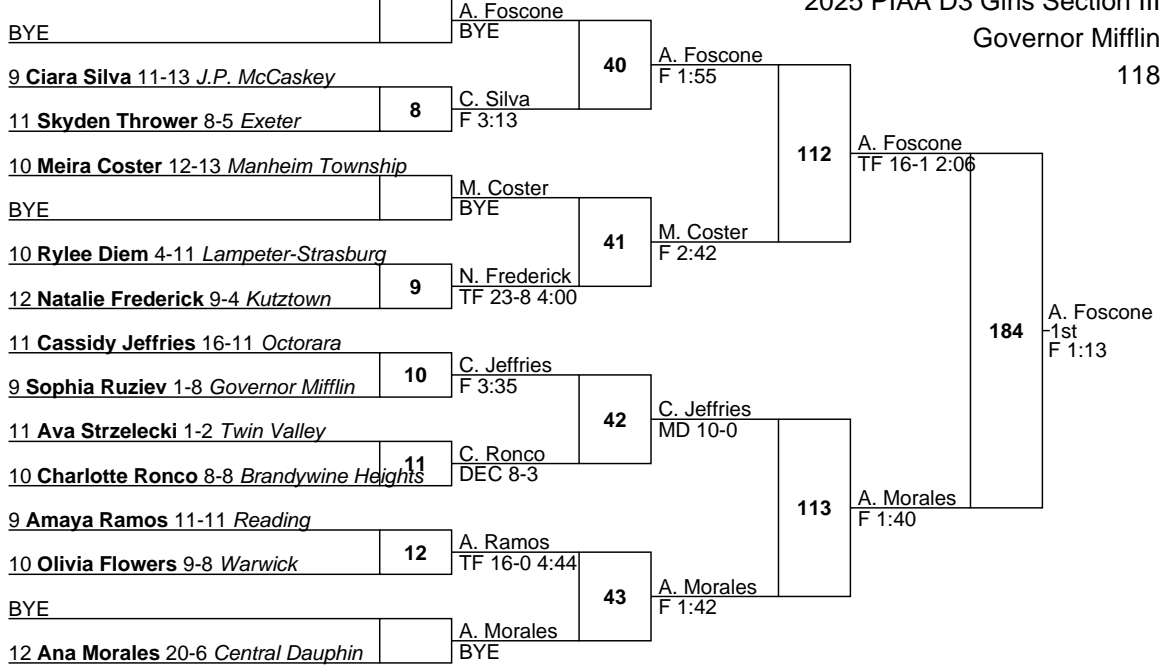 2025 PIAA D3 Girls Section III
Governor Mifflin
118
A. Foscone
BYE
BYE
40
A. Foscone
F 1:55
9 Ciara Silva 11-13 J.P. McCaskey
8
C. Silva
F 3:13
11 Skyden Thrower 8-5 Exeter
112
A. Foscone
TF 16-1 2:06
10 Meira Coster 12-13 Manheim Township
M. Coster
BYE
BYE
41
M. Coster
F 2:42
10 Rylee Diem 4-11 Lampeter-Strasburg
9
N. Frederick
TF 23-8 4:00
12 Natalie Frederick 9-4 Kutztown
184
A. Foscone
1st
F 1:13
11 Cassidy Jeffries 16-11 Octorara
10
C. Jeffries
F 3:35
9 Sophia Ruziev 1-8 Governor Mifflin
42
C. Jeffries
MD 10-0
11 Ava Strzelecki 1-2 Twin Valley
11
C. Ronco
DEC 8-3
10 Charlotte Ronco 8-8 Brandywine Heights
113
A. Morales
F 1:40
9 Amaya Ramos 11-11 Reading
12
A. Ramos
TF 16-0 4:44
10 Olivia Flowers 9-8 Warwick
43
A. Morales
F 1:42
BYE
A. Morales
BYE
12 Ana Morales 20-6 Central Dauphin